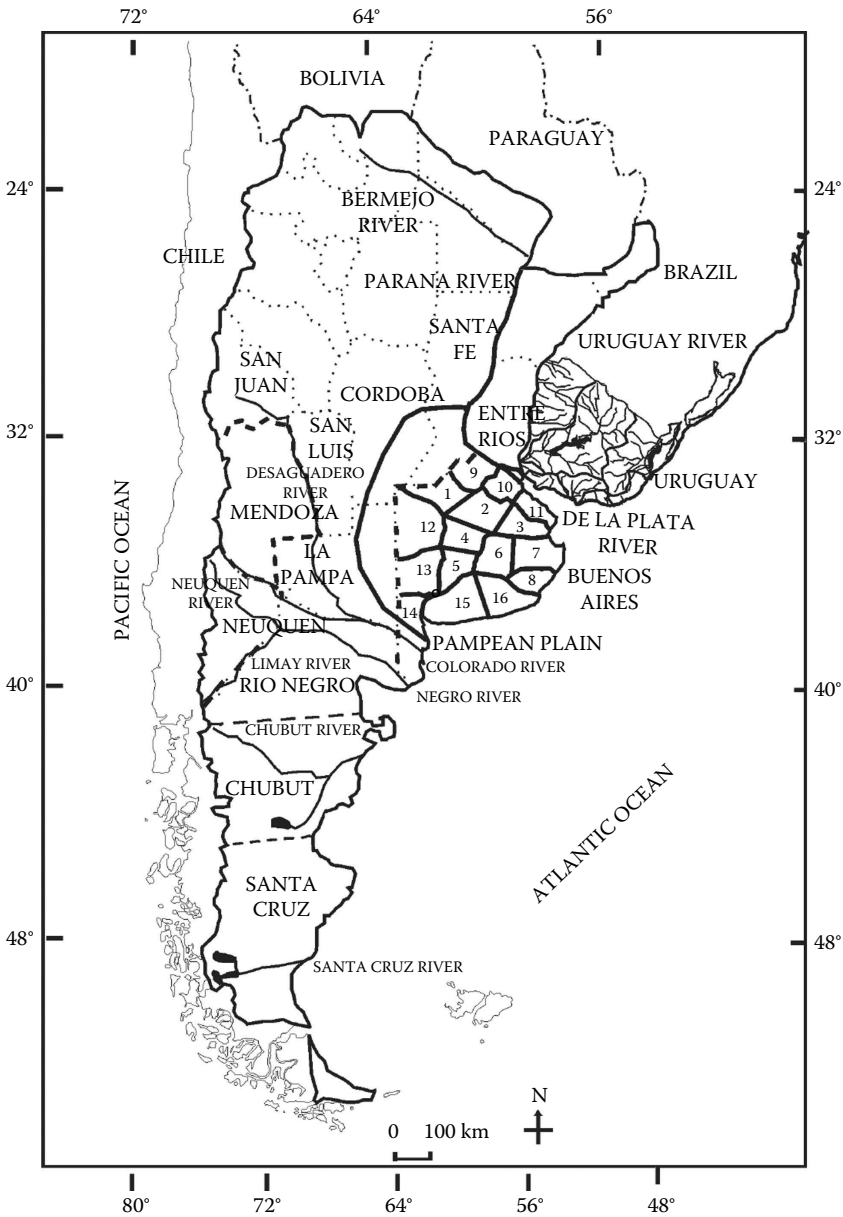 72°
64°
56°
BOLIVIA
PARAGUAY
24°
24°
BERMEJO
RIVER
CHILE
BRAZIL
PARANA RIVER
SANTA
FE
URUGUAY RIVER
SAN
JUAN
CORDOBA
ENTRE
RIOS
SAN
LUIS
32°
32°
DESAGUADERO
RIVER
9
10
1
URUGUAY
MENDOZA
2
11
DE LA PLATA
RIVER
12
3
4
LA
PAMPA
6
7
PACIFIC OCEAN
NEUQUEN
RIVER
13
5
8
BUENOS
AIRES
14
15
16
NEUQUEN
PAMPEAN PLAIN
LIMAY RIVER
COLORADO RIVER
RIO NEGRO
40°
40°
NEGRO RIVER
CHUBUT RIVER
CHUBUT
ATLANTIC OCEAN
SANTA
CRUZ
48°
48°
SANTA CRUZ RIVER
N
0 100 km
80°
72°
64°
56°
48°